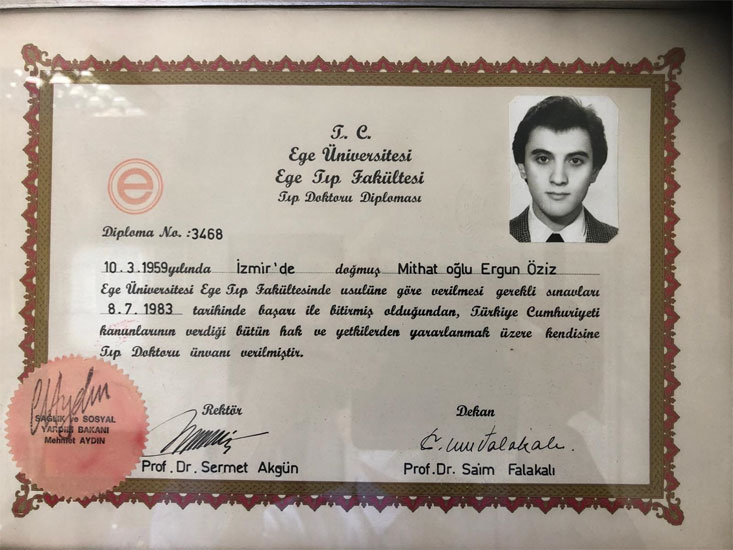 T. C.
Ege Üniversitesi
Ege Tıp Fakültesi
Tıp Doktoru Diploması
e
Diploma No. : 3468
10.3.1959 yılında İzmir'de doğmuş Mithat oğlu Ergun Öziz
Ege Üniversitesi Ege Tıp Fakültesinde usulüne göre verilmesi gerekli sınavları
8.7.1983 tarihinde başarı ile bitirmiş olduğundan, Türkiye Cumhuriyeti
kanunlarının verdiği bütün hak ve yetkilerden yararlanmak üzere kendisine
Tıp Doktoru ünvanı verilmiştir.
Rektör
Prof.Dr. Sermet Akgün
Dekan
Prof.Dr. Saim Falakalı
MAydın
SAĞLIK ve SOSYAL
YARDIM BAKANI
Mehmet AYDIN